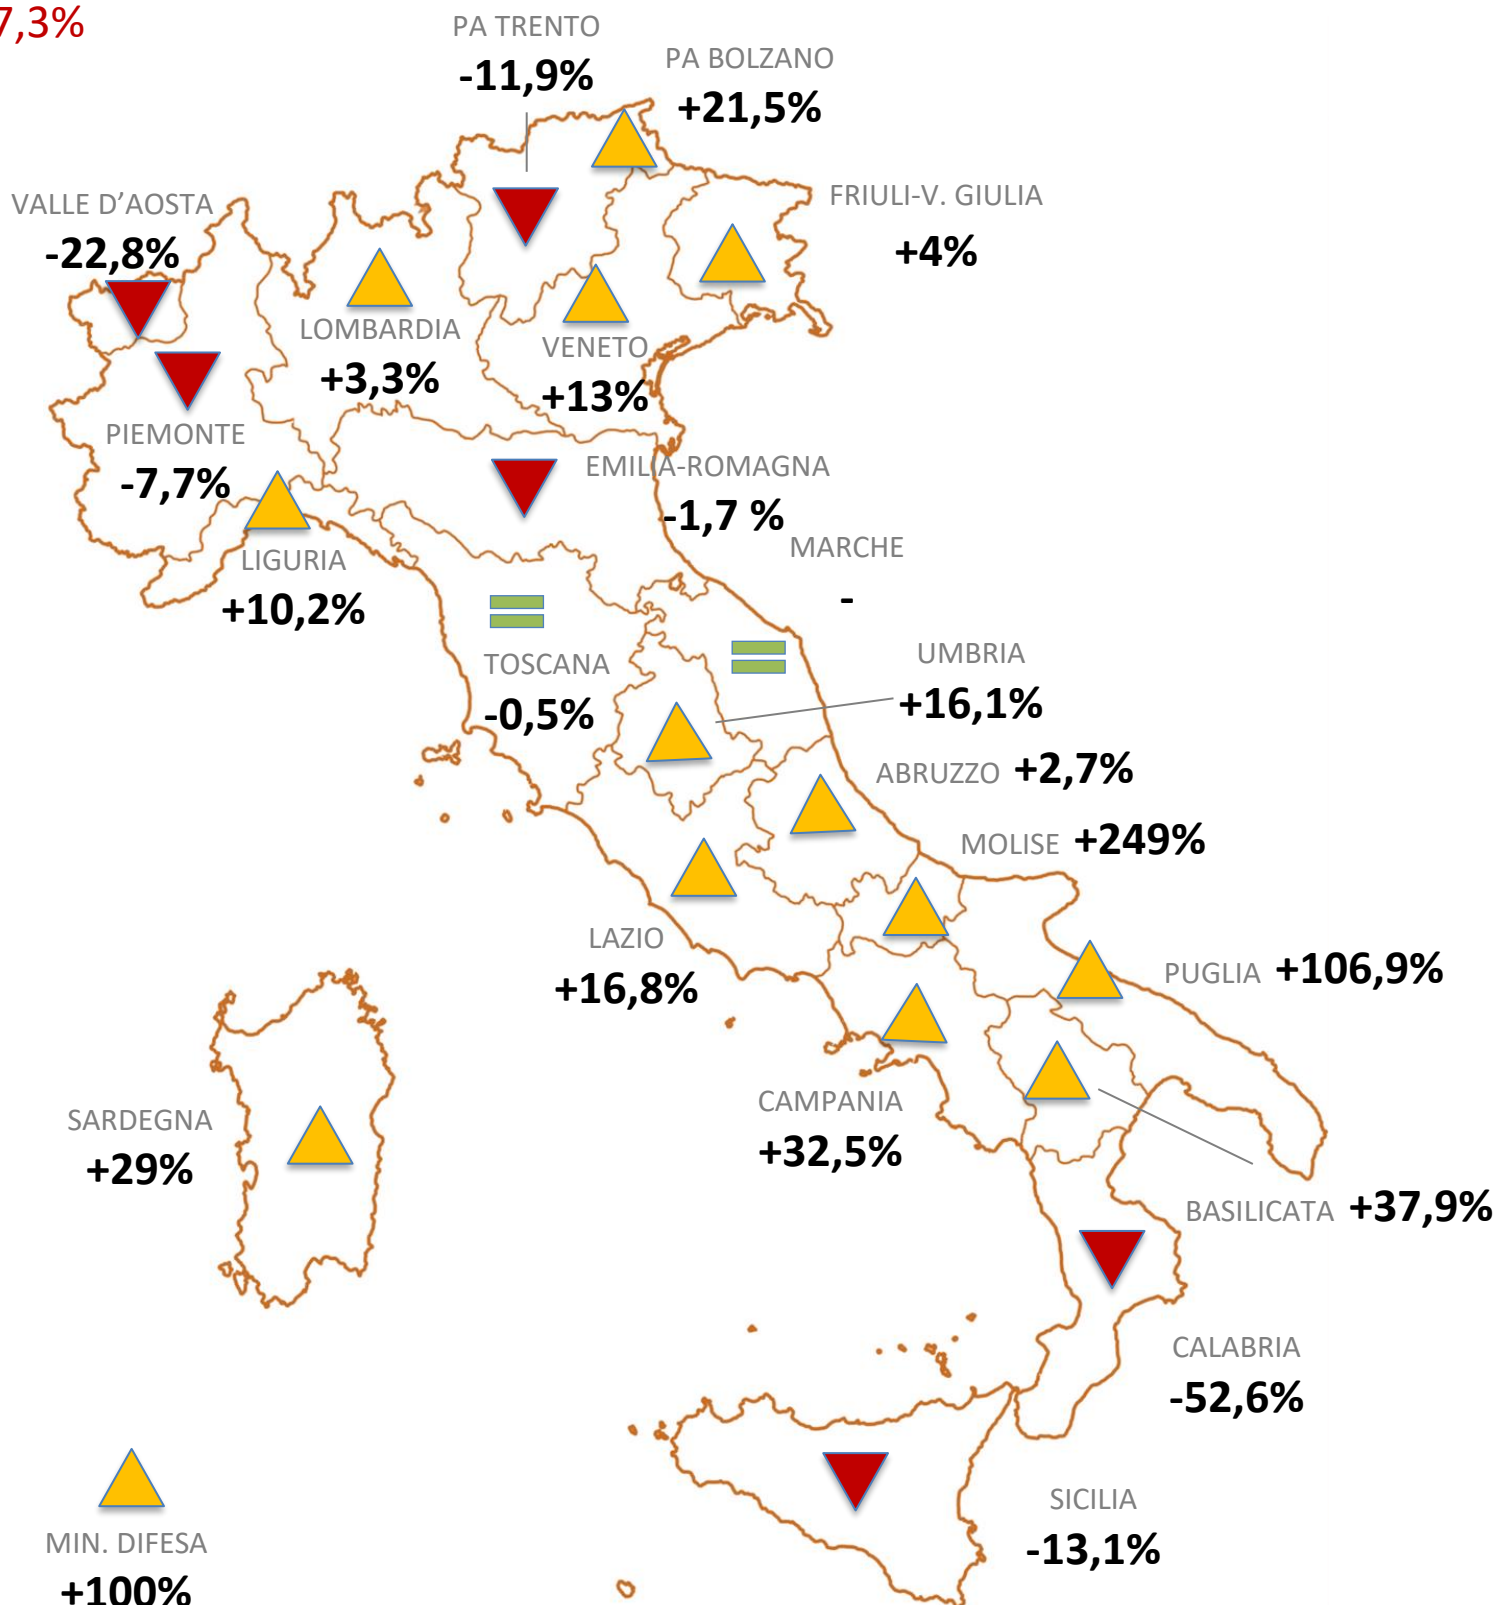 7,3%
PA TRENTO
-11,9%
PA BOLZANO
+21,5%
VALLE D’AOSTA
-22,8%
FRIULI-V. GIULIA
+4%
LOMBARDIA
+3,3%
VENETO
+13%
PIEMONTE
-7,7%
EMILIA-ROMAGNA
-1,7 %
LIGURIA
+10,2%
MARCHE
-
TOSCANA
-0,5%
UMBRIA
+16,1%
ABRUZZO +2,7%
MOLISE +249%
LAZIO
+16,8%
PUGLIA +106,9%
CAMPANIA
+32,5%
SARDEGNA
+29%
BASILICATA +37,9%
CALABRIA
-52,6%
SICILIA
-13,1%
MIN. DIFESA
+100%